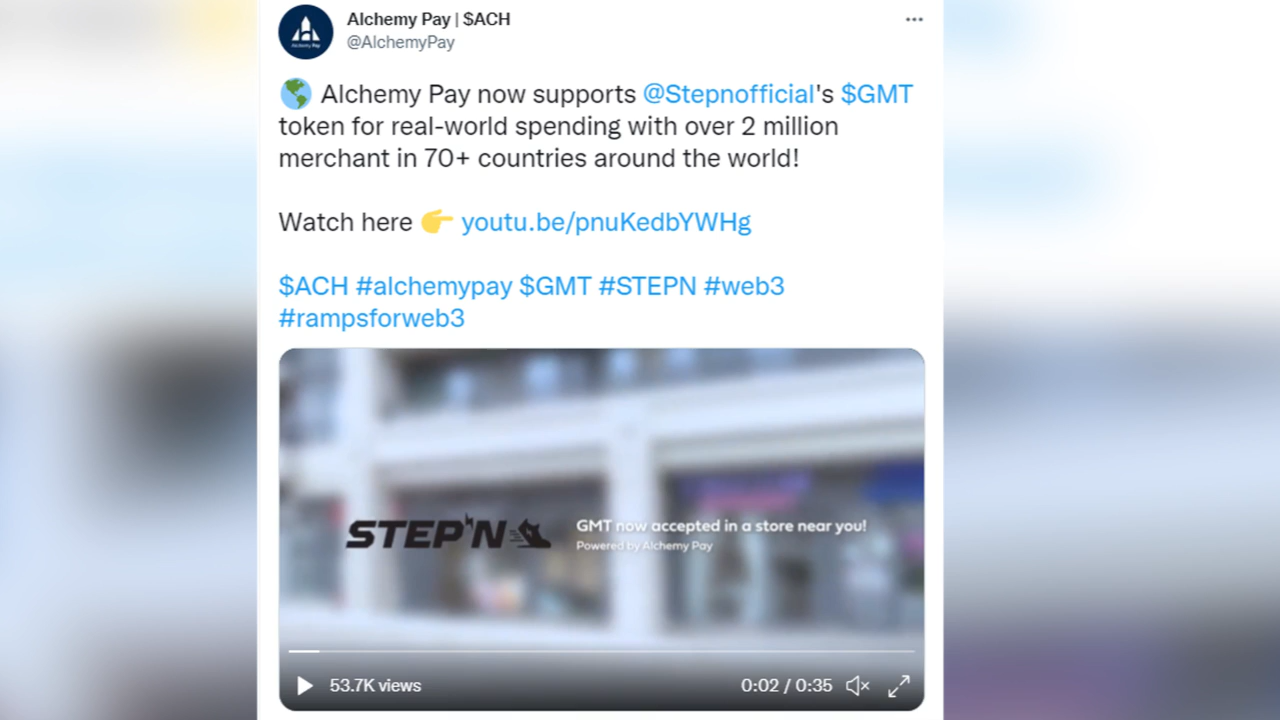 Alchemy Pay | $ACH
@AlchemyPay
Alchemy Pay
🌎 Alchemy Pay now supports @Stepnofficial's $GMT
token for real-world spending with over 2 million
merchant in 70+ countries around the world!
Watch here 👉 youtu.be/pnuKedbYWHg
$ACH #alchemypay $GMT #STEPN #web3
#rampsforweb3
STEP'N
GMT now accepted in a store near you!
Powered by Alchemy Pay
53.7K views
0:02 / 0:35